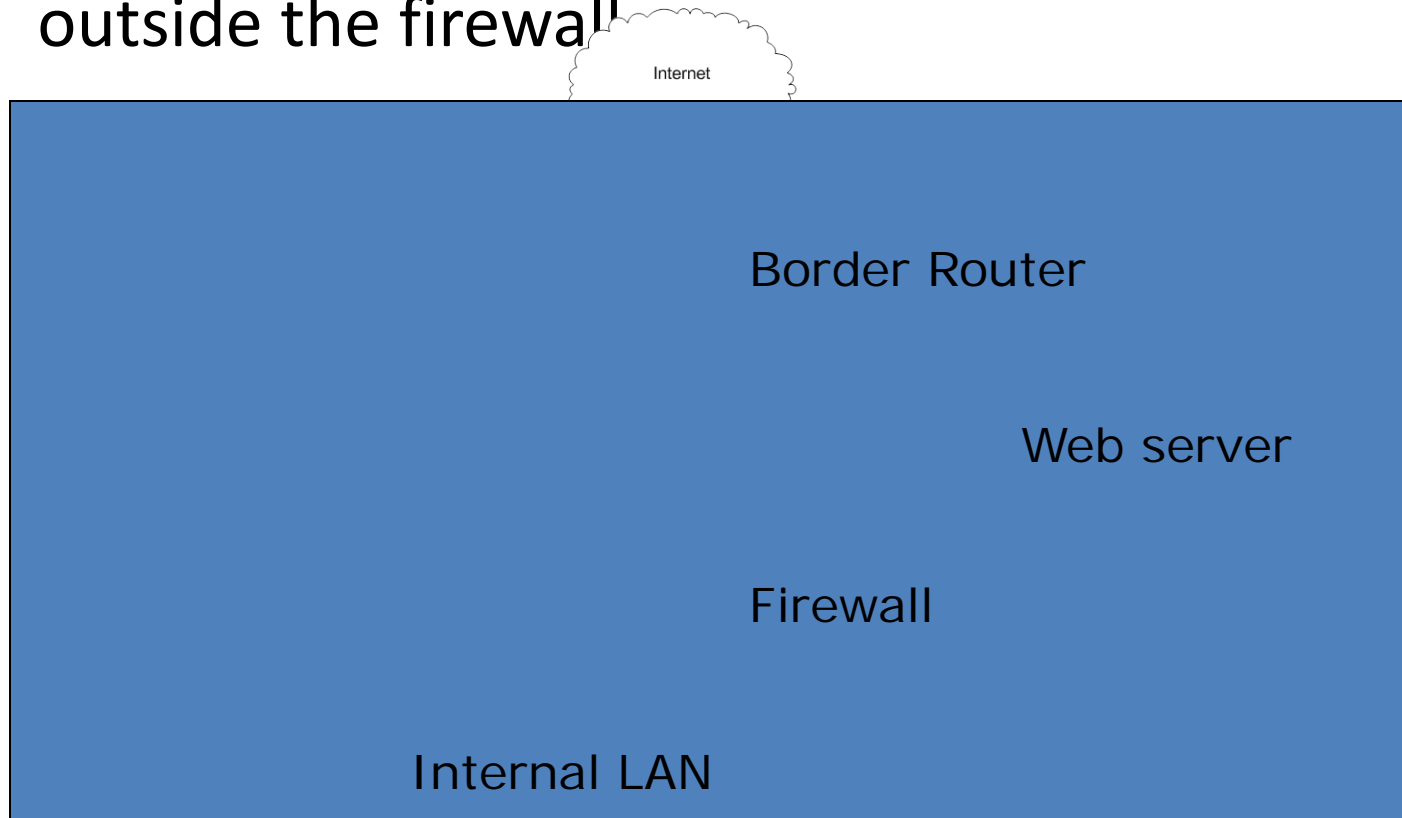 outside the firewall
Internet
Border Router
Web server
Firewall
Internal LAN